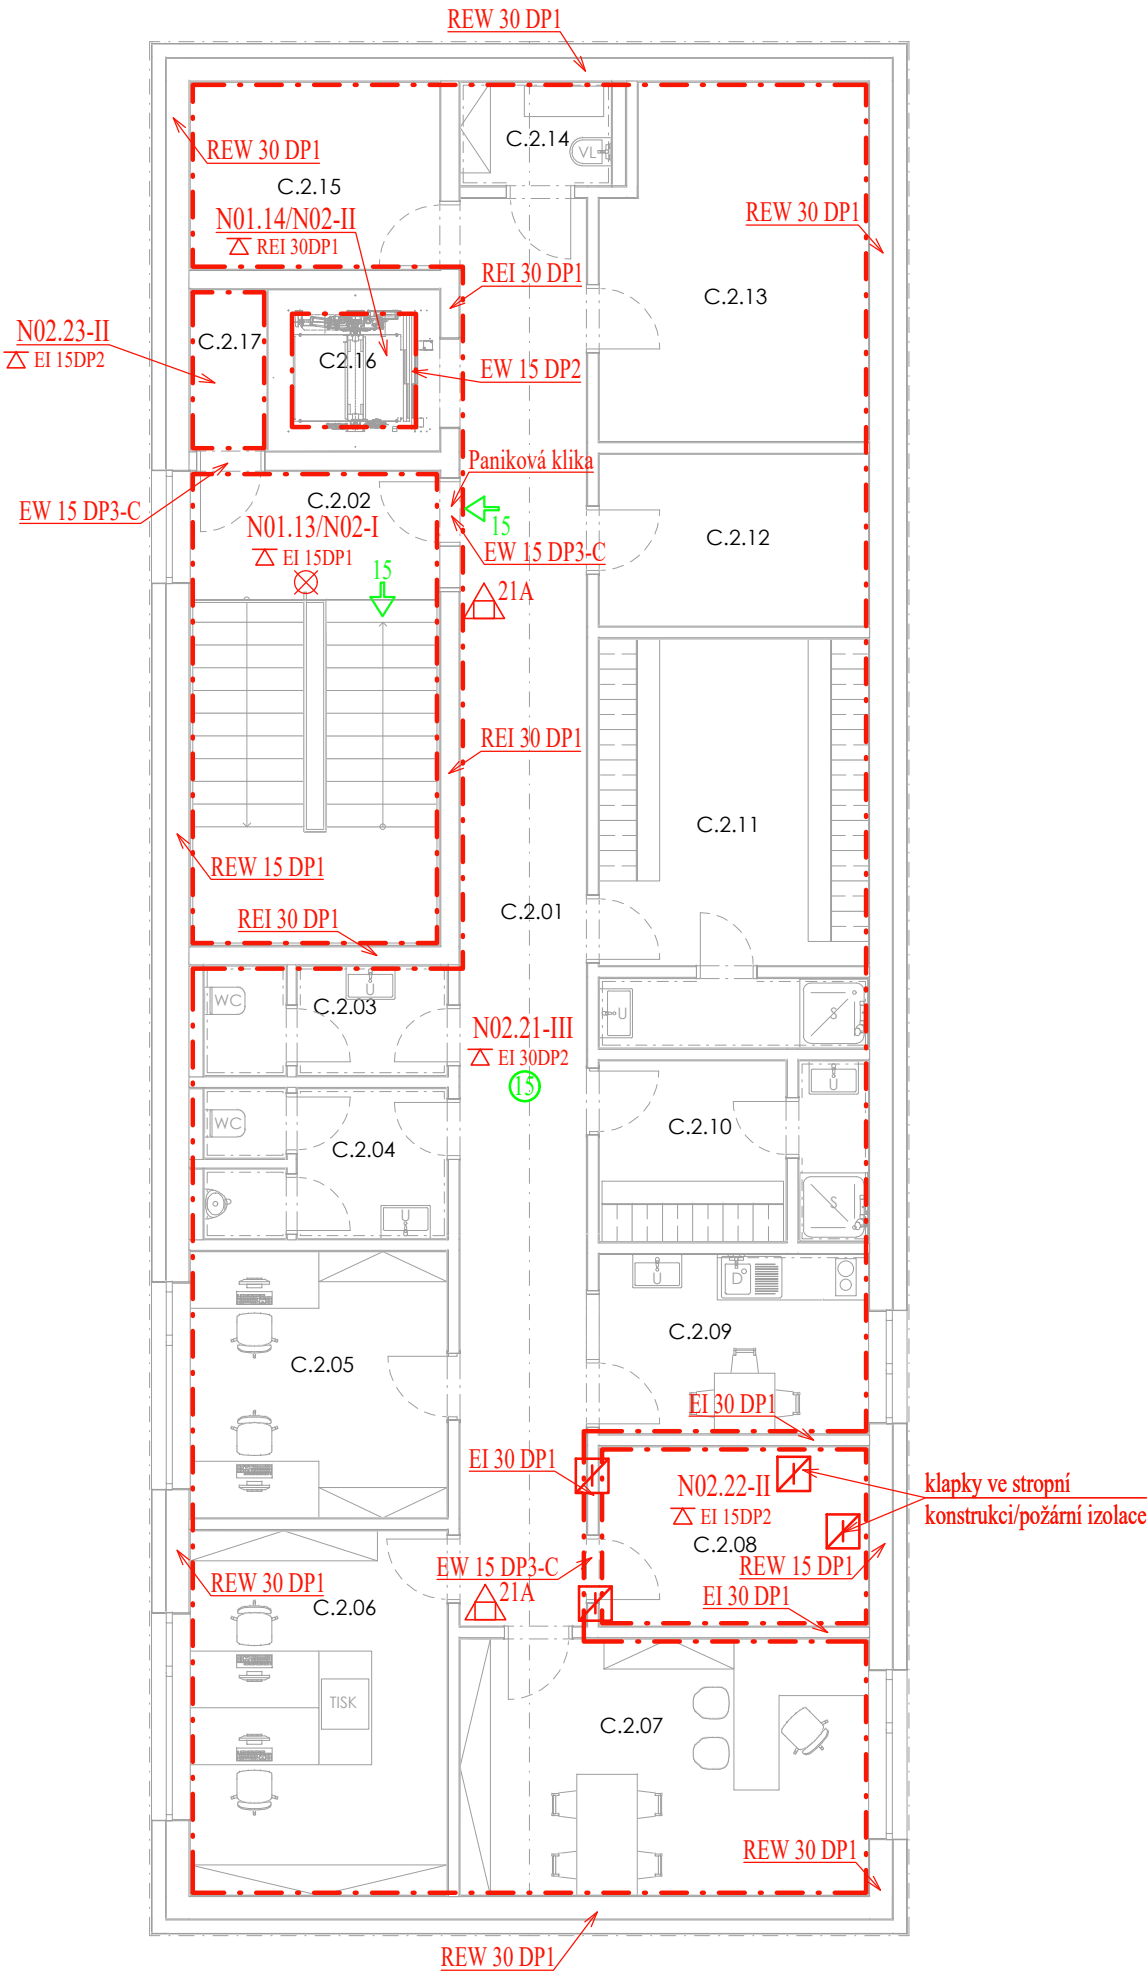 REW 30 DP1
C.2.14
VL
REW 30 DP1
C.2.15
N01.14/N02-II
REI 30DP1
REW 30 DP1
REI 30 DP1
C.2.13
N02.23-II
EI 15DP2
C.2.17
C2.16
EW 15 DP2
Paniková klika
C.2.02
EW 15 DP3-C
N01.13/N02-I
15
EI 15DP1
EW 15 DP3-C
C.2.12
15
21A
REI 30 DP1
C.2.11
REW 15 DP1
REI 30 DP1
C.2.01
U
WC
C.2.03
U
S
N02.21-III
EI 30DP2
15
U
WC
C.2.10
C.2.04
S
U
U
D
C.2.09
C.2.05
EI 30 DP1
EI 30 DP1
N02.22-II
EI 15DP2
klapky ve stropní
konstrukci/požární izolace
C.2.08
EW 15 DP3-C
REW 15 DP1
REW 30 DP1
21A
EI 30 DP1
C.2.06
TISK
C.2.07
REW 30 DP1
REW 30 DP1